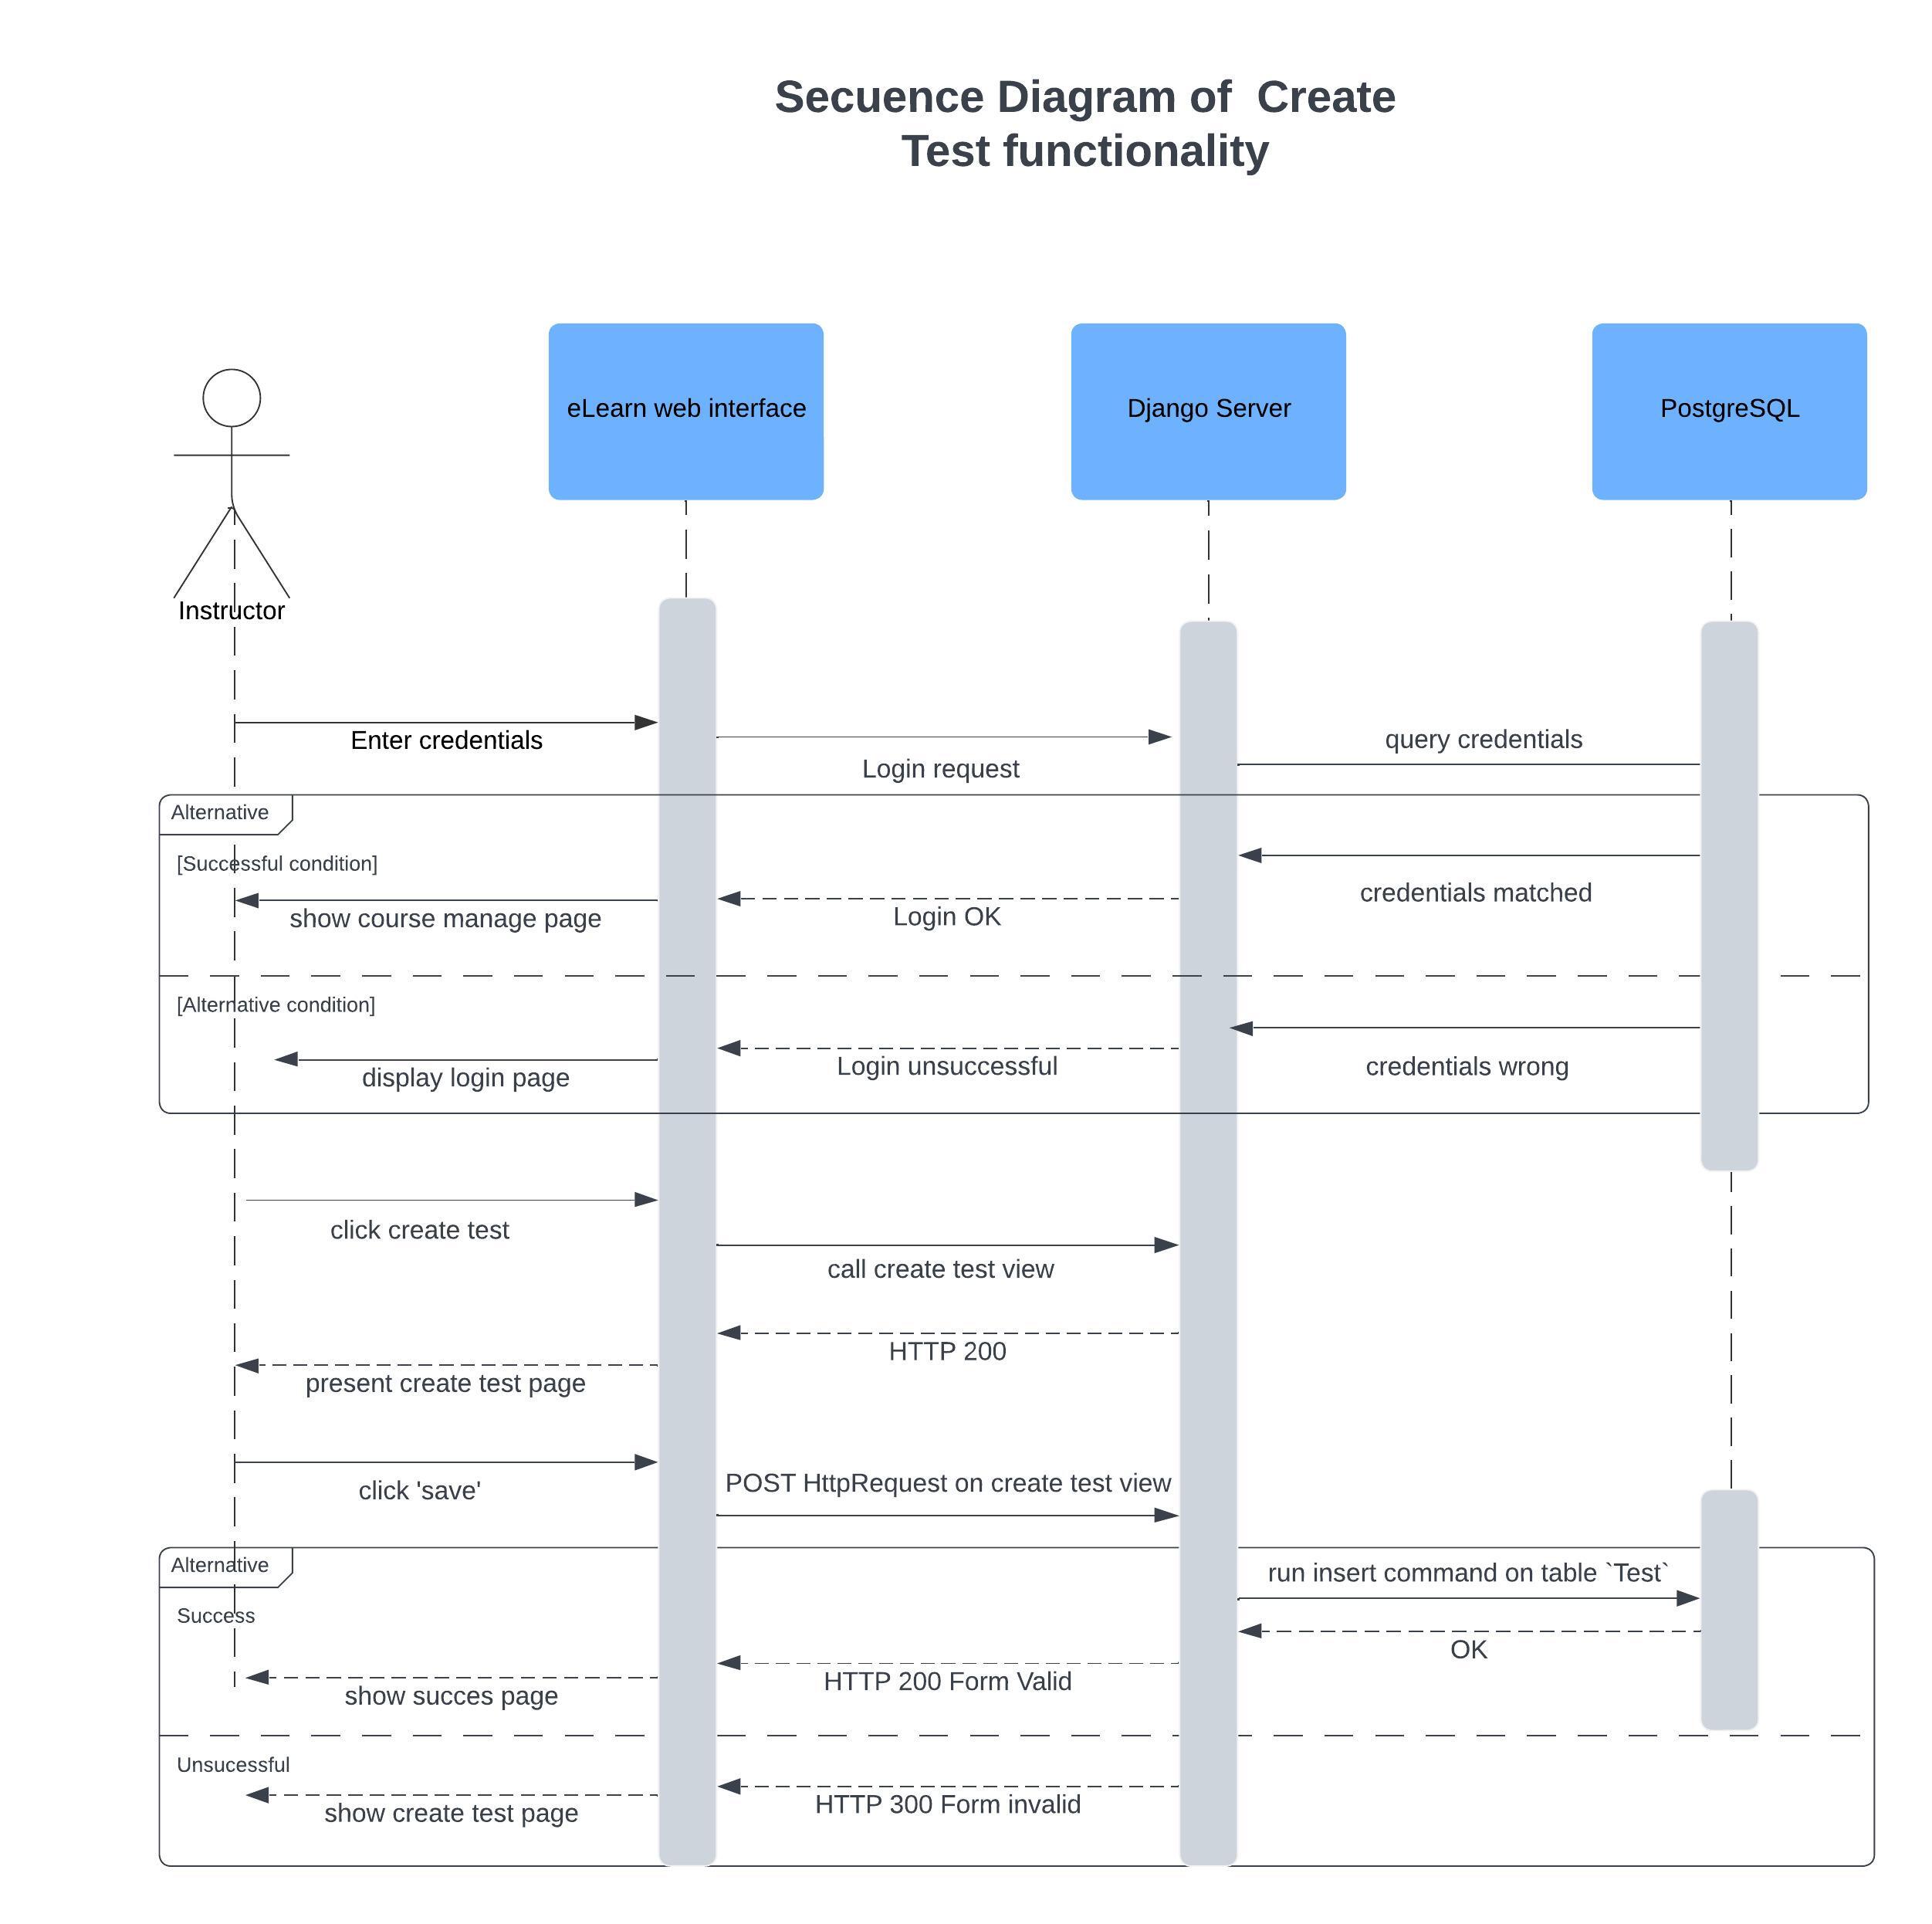 Secuence Diagram of  Create
Test functionality
eLearn web interface
Django Server
PostgreSQL
Instructor
Enter credentials
Login request
query credentials
Alternative
[Successful condition]
credentials matched
Login OK
show course manage page
[Alternative condition]
credentials wrong
Login unsuccessful
display login page
click create test
call create test view
HTTP 200
present create test page
click 'save'
POST HttpRequest on create test view
Alternative
run insert command on table `Test`
Success
OK
HTTP 200 Form Valid
show succes page
Unsucessful
HTTP 300 Form invalid
show create test page